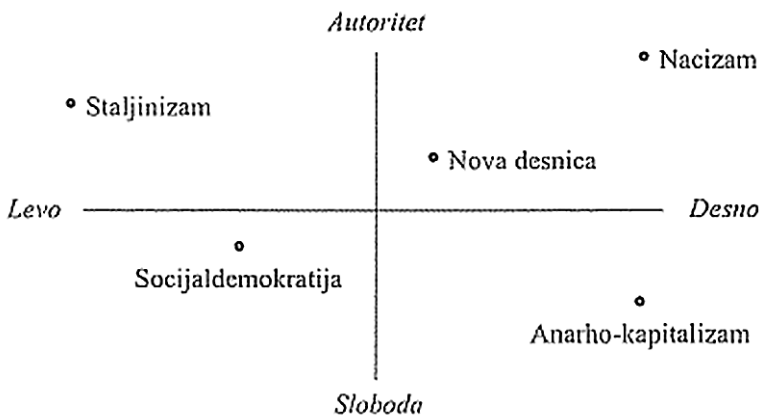 Autoritet
Nacizam
Staljinizam
Nova desnica
Levo
Desno
Socijaldemokratija
Anarho-kapitalizam
Sloboda